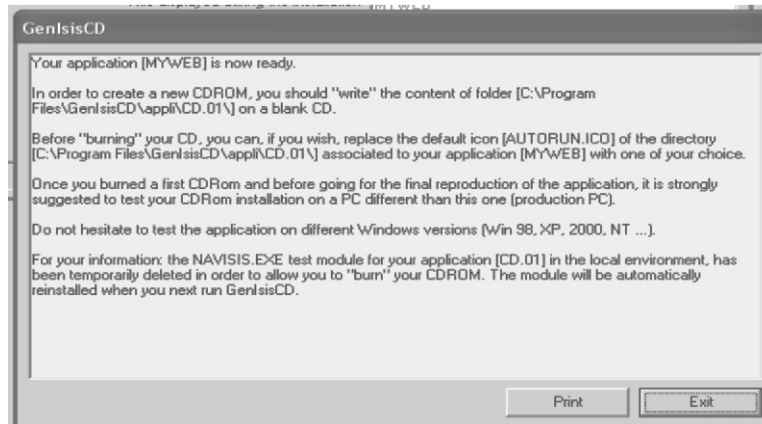 GenIsisCD
Your application [MYWEB] is now ready.
In order to create a new CDROM, you should "write" the content of folder [C:\Program
Files\GenIsisCD\appli\CD.01\] on a blank CD.
Before "burning" your CD, you can, if you wish, replace the default icon [AUTORUN.ICO] of the directory
[C:\Program Files\GenIsisCD\appli\CD.01\] associated to your application [MYWEB] with one of your choice.
Once you burned a first CDRom and before going for the final reproduction of the application, it is strongly
suggested to test your CDRom installation on a PC different than this one (production PC).
Do not hesitate to test the application on different Windows versions (Win 98, XP, 2000, NT ...).
For your information: the NAVISIS.EXE test module for your application [CD.01] in the local environment, has
been temporarily deleted in order to allow you to "burn" your CDROM. The module will be automatically
reinstalled when you next run GenIsisCD.
Print Exit